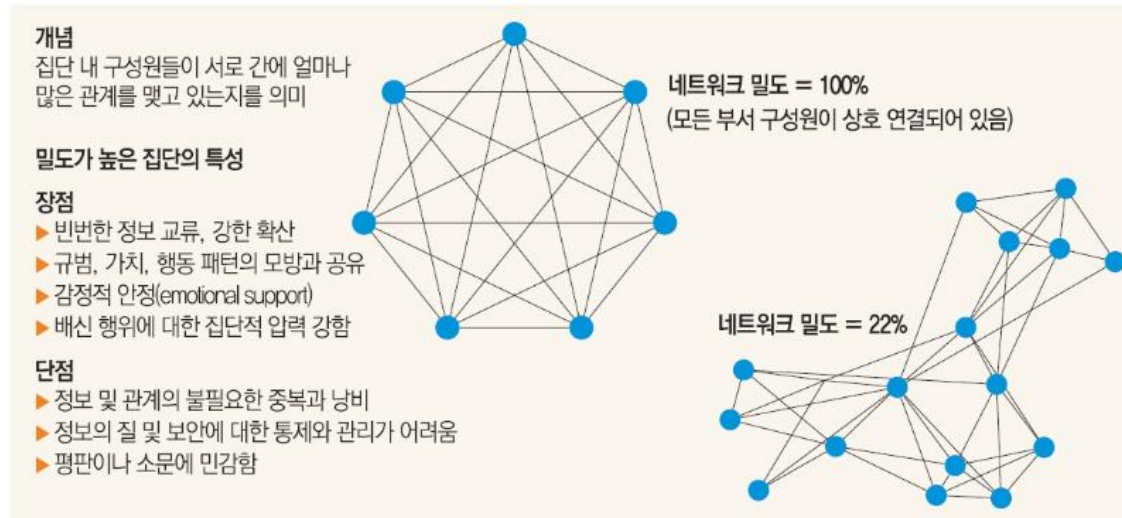 개념
집단 내 구성원들이 서로 간에 얼마나
많은 관계를 맺고 있는지를 의미
밀도가 높은 집단의 특성
장점
▶ 빈번한 정보 교류, 강한 확산
▶ 규범, 가치, 행동 패턴의 모방과 공유
▶ 감정적 안정(emotional support)
▶ 배신 행위에 대한 집단적 압력 강함
단점
▶ 정보 및 관계의 불필요한 중복과 낭비
▶ 정보의 질 및 보안에 대한 통제와 관리가 어려움
▶ 평판이나 소문에 민감함
네트워크 밀도 = 100%
(모든 부서 구성원이 상호 연결되어 있음)
네트워크 밀도 = 22%